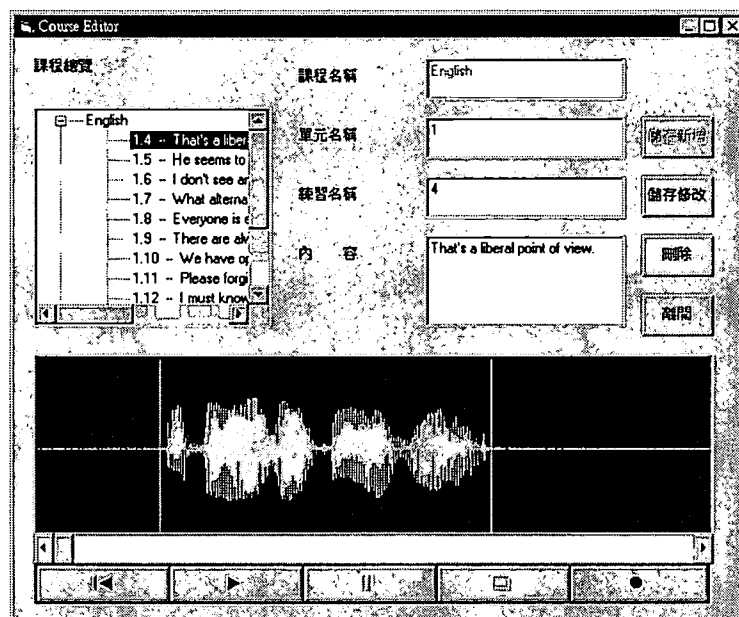 Course Editor
課程總覽
English
1.4 -- That's a liber
1.5 -- He seems to
1.6 -- I don't see ar
1.7 -- What alterna
1.8 -- Everyone is e
1.9 -- There are alv
1.10 -- We have op
1.11 -- Please forgi
1.12 -- I must know
課程名稱
English
單元名稱
1
儲存新增
練習名稱
4
儲存修改
內 容
That's a liberal point of view.
刪除
離開